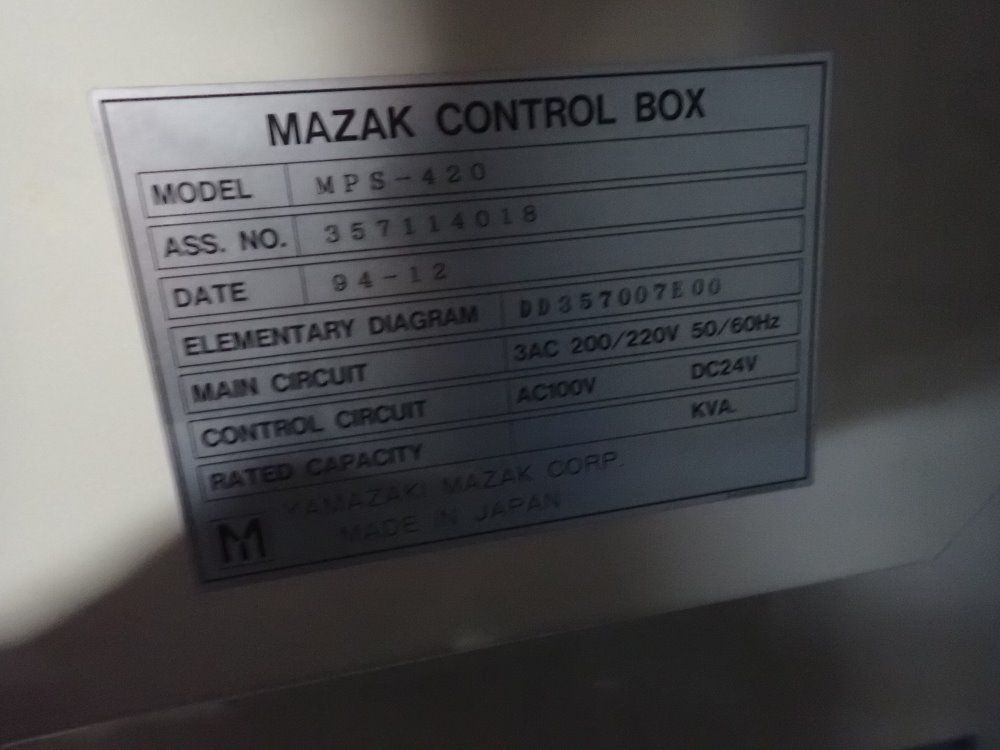 MAZAK CONTROL BOX
MODEL MPS-420
ASS. NO. 357114018
DATE 94-12
ELEMENTARY DIAGRAM DD357007E00
MAIN CIRCUIT 3AC 200/220V 50/60Hz
CONTROL CIRCUIT AC100V DC24V
RATED CAPACITY KVA.
YAMAZAKI MAZAK CORP.
MADE IN JAPAN
M